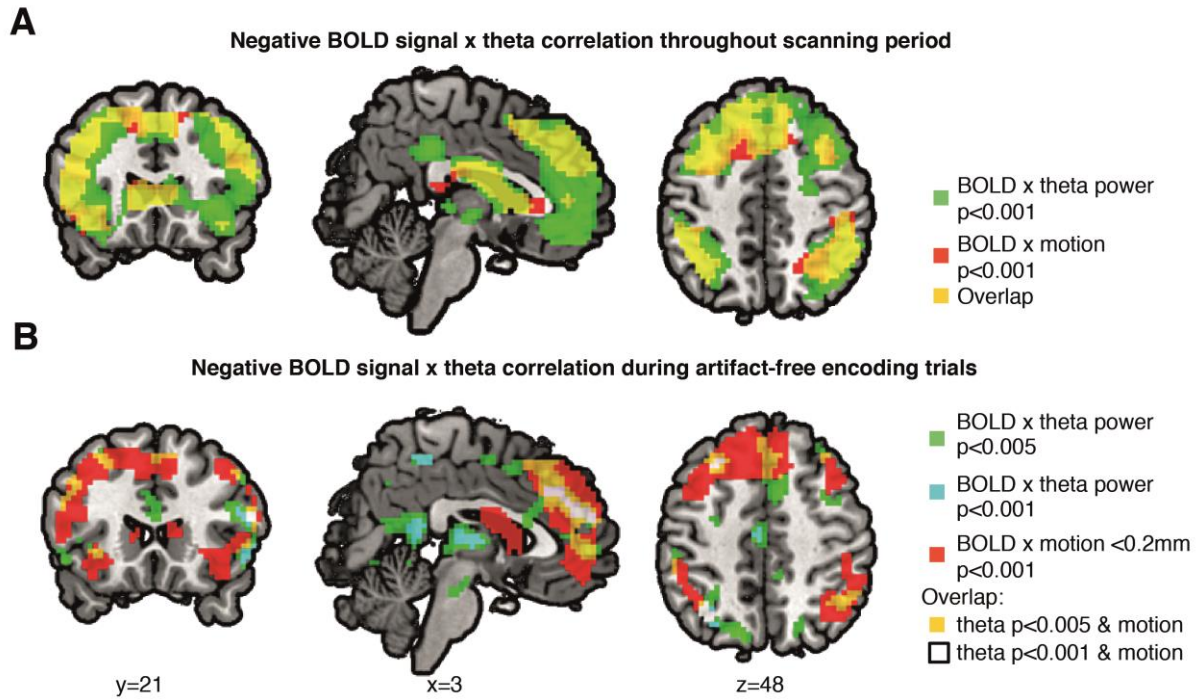 A
Negative BOLD signal x theta correlation throughout scanning period
BOLD x theta power
p<0.001
BOLD x motion
p<0.001
Overlap
B
Negative BOLD signal x theta correlation during artifact-free encoding trials
BOLD x theta power
p<0.005
BOLD x theta power
p<0.001
BOLD x motion <0.2mm
p<0.001
Overlap:
theta p<0.005 & motion
theta p<0.001 & motion
y=21
x=3
z=48